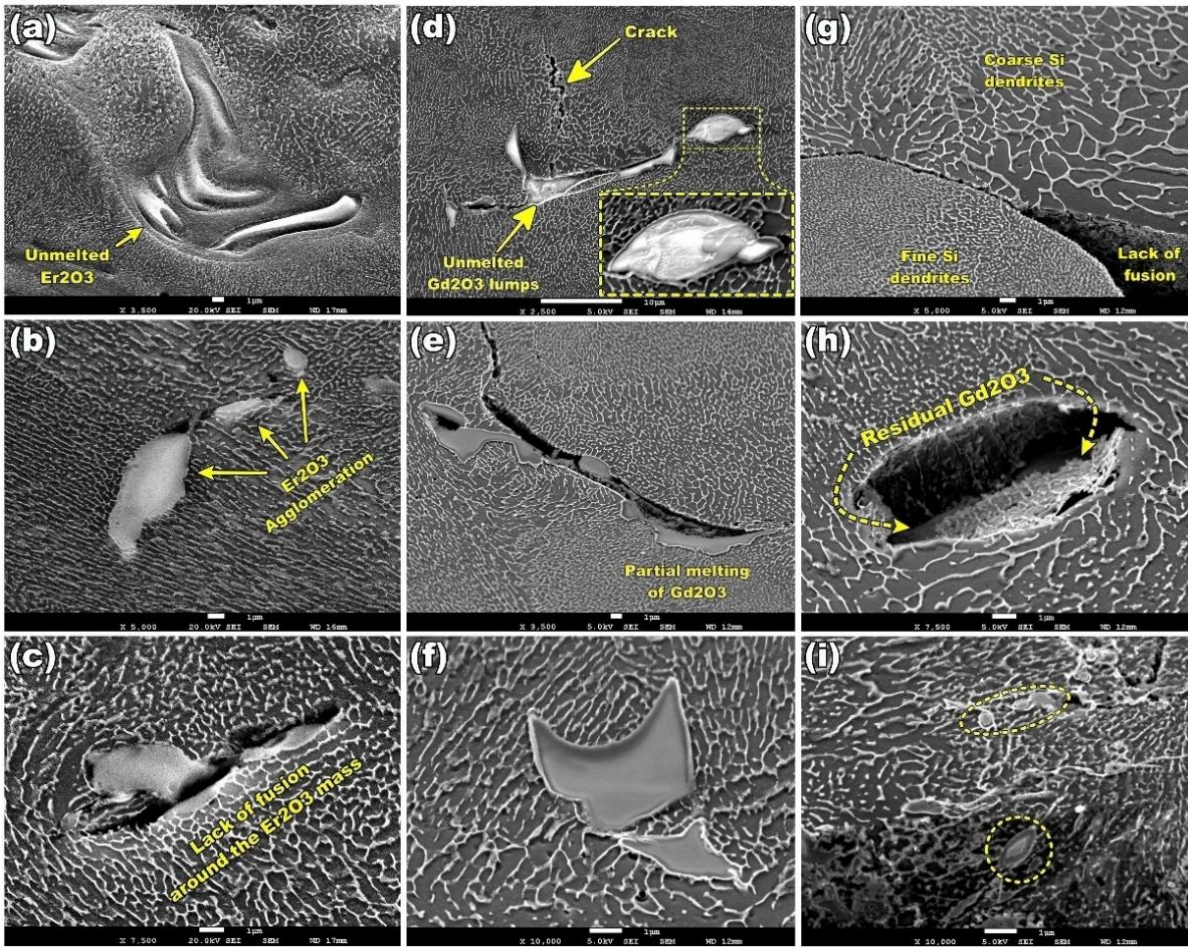 (a)
Unmelted
Er2O3
X 3,500 20.0kV SEI SEM WD 17mm
1μm
(d)
Crack
Unmelted
Gd2O3 lumps
X 2,500 5.0kV SEI SEM WD 14mm
10μm
(g)
Coarse Si
dendrites
Fine Si
dendrites
Lack of
fusion
X 5,000 5.0kV SEI SEM WD 12mm
1μm
(b)
Er2O3
Agglomeration
X 5,000 20.0kV SEI SEM WD 16mm
1μm
(e)
Partial melting
of Gd2O3
X 3,500 5.0kV SEI SEM WD 12mm
1μm
(h)
Residual Gd2O3
X 7,500 5.0kV SEI SEM WD 12mm
1μm
(c)
Lack of fusion
around the Er2O3 mass
X 7,500 20.0kV SEI SEM WD 17mm
1μm
(f)
X 10,000 5.0kV SEI SEM WD 12mm
1μm
(i)
X 10,000 5.0kV SEI SEM WD 12mm
1μm